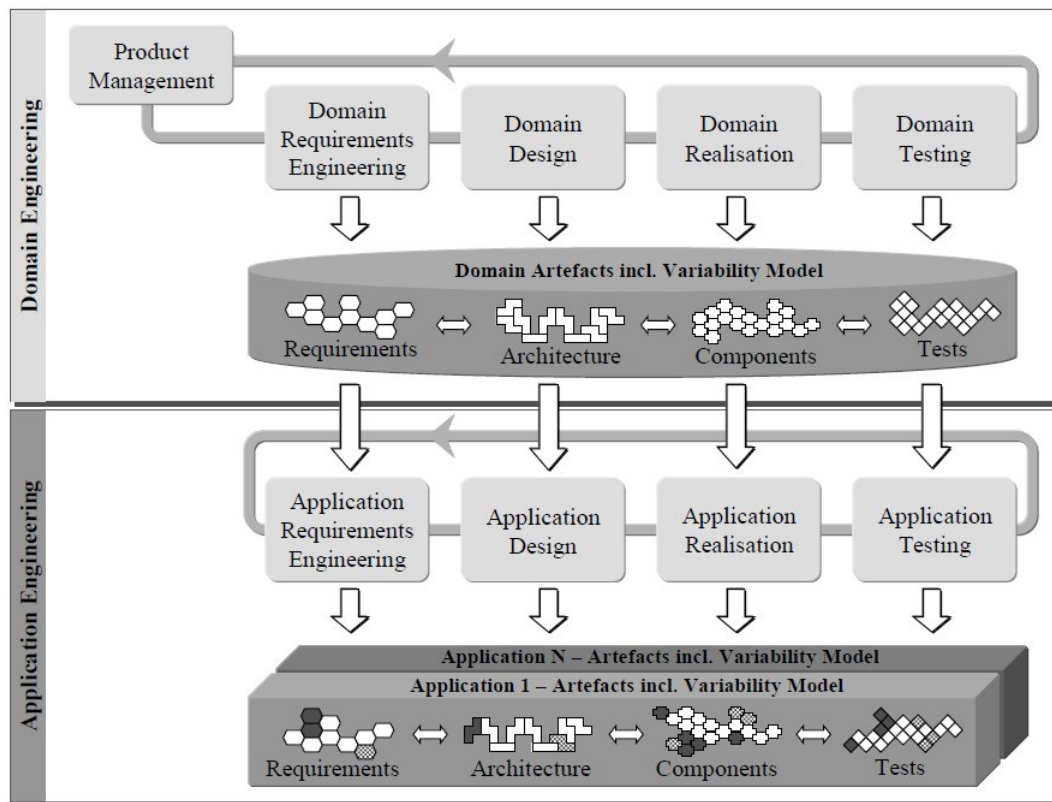 Domain Engineering
Product
Management
Domain
Requirements
Engineering
Domain
Design
Domain
Realisation
Domain
Testing
Domain Artefacts incl. Variability Model
Requirements
Architecture
Components
Tests
Application Engineering
Application
Requirements
Engineering
Application
Design
Application
Realisation
Application
Testing
Application N – Artefacts incl. Variability Model
Application 1 – Artefacts incl. Variability Model
Requirements
Architecture
Components
Tests